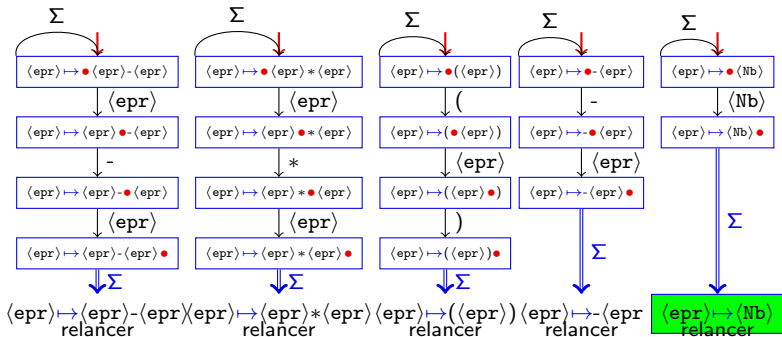 Σ Σ Σ Σ Σ
⟨epr⟩↦•⟨epr⟩-⟨epr⟩ ⟨epr⟩↦•⟨epr⟩*⟨epr⟩ ⟨epr⟩↦•(⟨epr⟩) ⟨epr⟩↦•-⟨epr⟩ ⟨epr⟩↦•⟨Nb⟩
⟨epr⟩ ⟨epr⟩ ( - ⟨Nb⟩
⟨epr⟩↦⟨epr⟩•-⟨epr⟩ ⟨epr⟩↦⟨epr⟩•*⟨epr⟩ ⟨epr⟩↦(•⟨epr⟩) ⟨epr⟩↦-•⟨epr⟩ ⟨epr⟩↦⟨Nb⟩•
- * ⟨epr⟩ ⟨epr⟩
⟨epr⟩↦⟨epr⟩-•⟨epr⟩ ⟨epr⟩↦⟨epr⟩*•⟨epr⟩ ⟨epr⟩↦(⟨epr⟩•) ⟨epr⟩↦-⟨epr⟩•
⟨epr⟩ ⟨epr⟩ ) Σ
⟨epr⟩↦⟨epr⟩-⟨epr⟩• ⟨epr⟩↦⟨epr⟩*⟨epr⟩• ⟨epr⟩↦(⟨epr⟩)• Σ
Σ Σ Σ
⟨epr⟩↦⟨epr⟩-⟨epr⟩ ⟨epr⟩↦⟨epr⟩*⟨epr⟩ ⟨epr⟩↦(⟨epr⟩) ⟨epr⟩↦-⟨epr ⟨epr⟩↦⟨Nb⟩
relancer relancer relancer relancer relancer